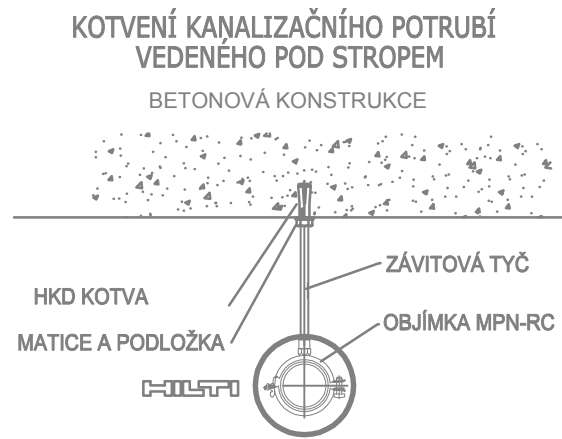 KOTVENÍ KANALIZAČNÍHO POTRUBÍ
VEDENÉHO POD STROPEM
BETONOVÁ KONSTRUKCE
ZÁVITOVÁ TYČ
HKD KOTVA
OBJÍMKA MPN-RC
MATICE A PODLOŽKA
HILTI